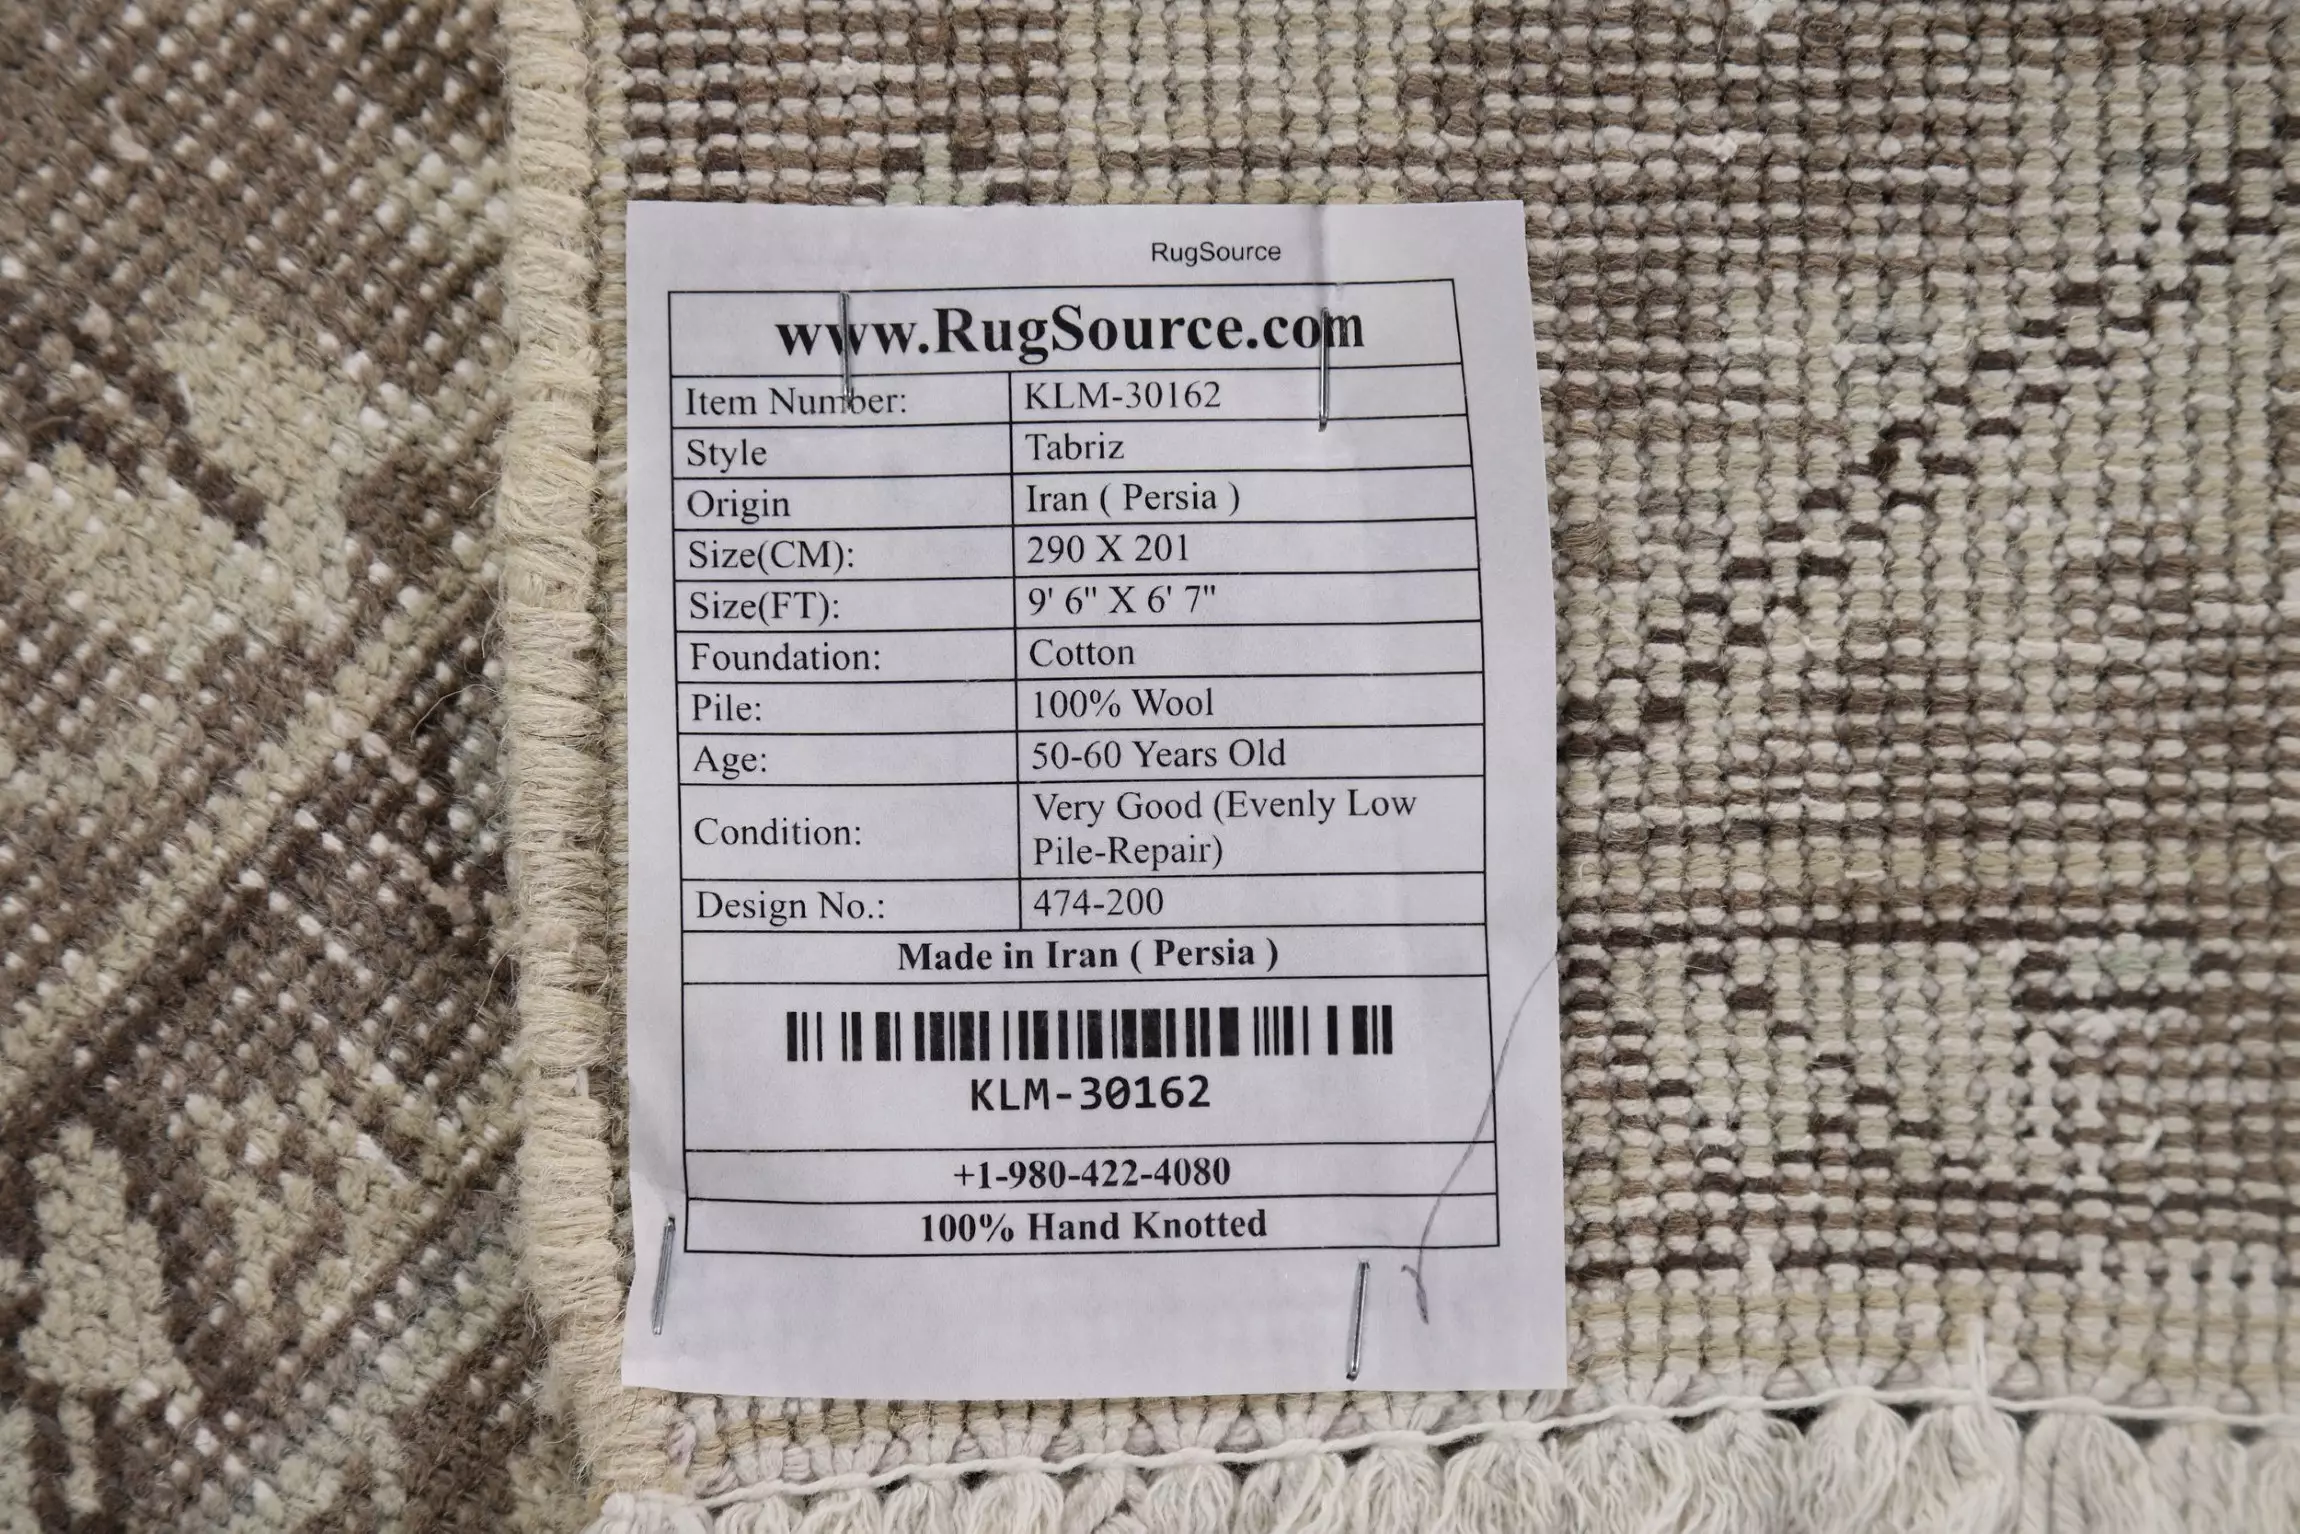 RugSource
www.RugSource.com
Item Number: KLM-30162
Style Tabriz
Origin Iran ( Persia )
Size(CM): 290 X 201
Size(FT): 9' 6" X 6' 7"
Foundation: Cotton
Pile: 100% Wool
Age: 50-60 Years Old
Condition: Very Good (Evenly Low
Pile-Repair)
Design No.: 474-200
Made in Iran ( Persia )
KLM-30162
+1-980-422-4080
100% Hand Knotted